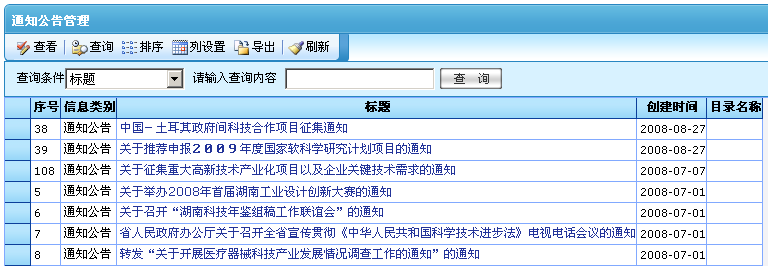 通知公告管理
查看 查询 排序 列设置 导出 刷新
查询条件 标题 请输入查询内容 查 询
序号 信息类别 标题 创建时间 目录名称
38 通知公告 中国－土耳其政府间科技合作项目征集通知 2008-08-27
39 通知公告 关于推荐申报２００９年度国家软科学研究计划项目的通知 2008-08-27
108 通知公告 关于征集重大高新技术产业化项目以及企业关键技术需求的通知 2008-07-07
5 通知公告 关于举办2008年首届湖南工业设计创新大赛的通知 2008-07-01
6 通知公告 关于召开“湖南科技年鉴组稿工作联谊会”的通知 2008-07-01
7 通知公告 省人民政府办公厅关于召开全省宣传贯彻《中华人民共和国科学技术进步法》电视电话会议的通知 2008-07-01
8 通知公告 转发“关于开展医疗器械科技产业发展情况调查工作的通知”的通知 2008-07-01